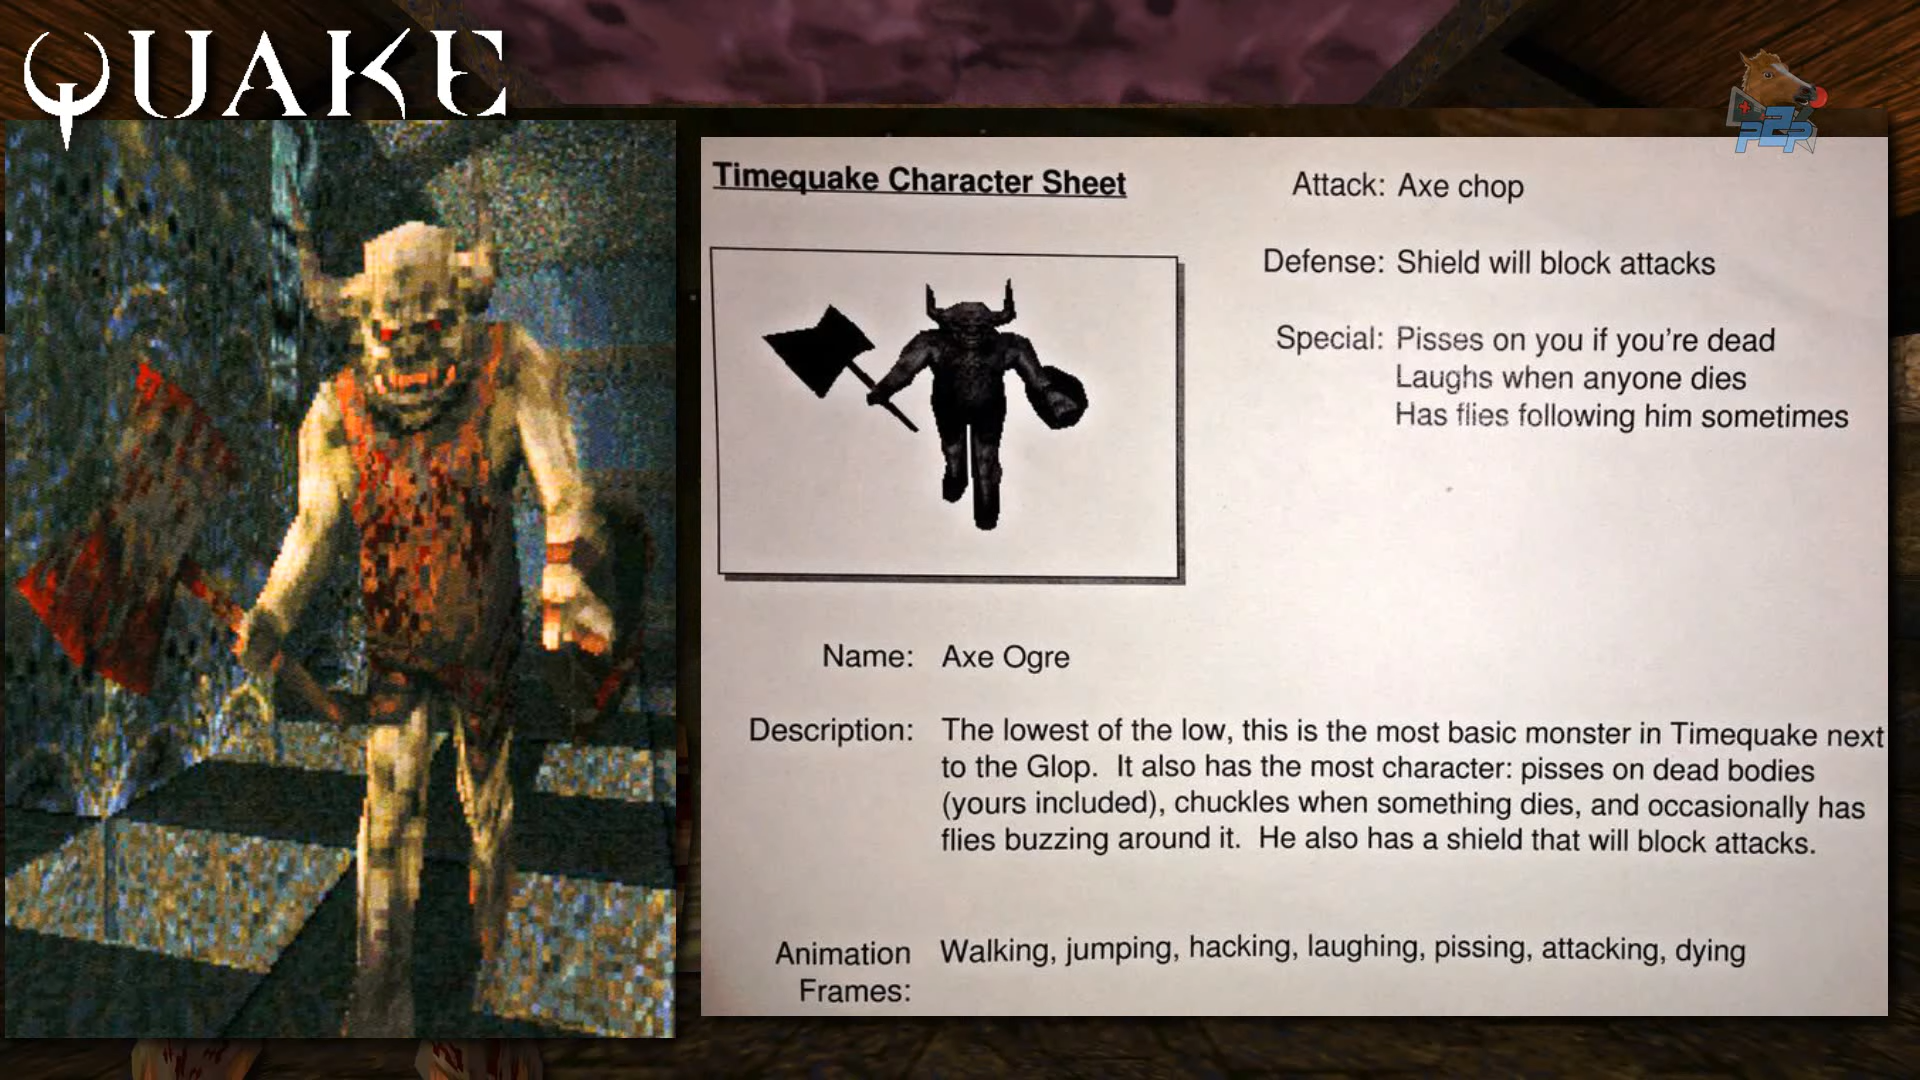 QUAKE
P2P
Timequake Character Sheet
Attack: Axe chop
Defense: Shield will block attacks
Special: Pisses on you if you're dead
Laughs when anyone dies
Has flies following him sometimes
Name: Axe Ogre
Description: The lowest of the low, this is the most basic monster in Timequake next
to the Glop. It also has the most character: pisses on dead bodies
(yours included), chuckles when something dies, and occasionally has
flies buzzing around it. He also has a shield that will block attacks.
Animation Walking, jumping, hacking, laughing, pissing, attacking, dying
Frames: